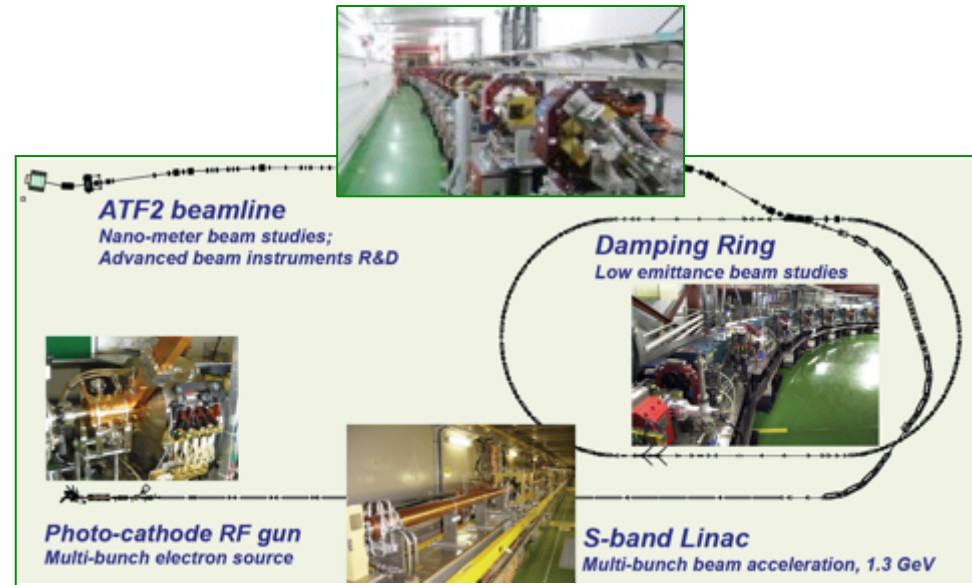 ATF2 beamline
Nano-meter beam studies;
Advanced beam instruments R&D
Damping Ring
Low emittance beam studies
Photo-cathode RF gun
Multi-bunch electron source
S-band Linac
Multi-bunch beam acceleration, 1.3 GeV